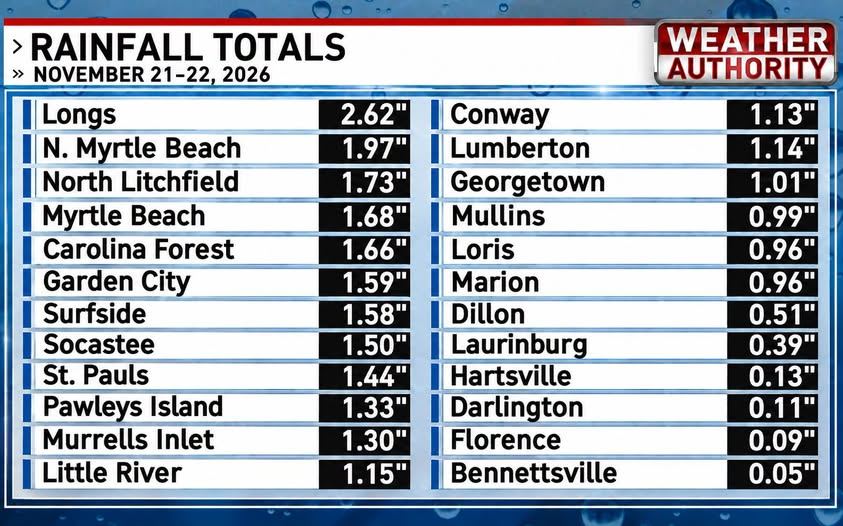 > RAINFALL TOTALS
» NOVEMBER 21-22, 2026
WEATHER
AUTHORITY
Longs 2.62"
N. Myrtle Beach 1.97"
North Litchfield 1.73"
Myrtle Beach 1.68"
Carolina Forest 1.66"
Garden City 1.59"
Surfside 1.58"
Socastee 1.50"
St. Pauls 1.44"
Pawleys Island 1.33"
Murrells Inlet 1.30"
Little River 1.15"
Conway 1.13"
Lumberton 1.14"
Georgetown 1.01"
Mullins 0.99"
Loris 0.96"
Marion 0.96"
Dillon 0.51"
Laurinburg 0.39"
Hartsville 0.13"
Darlington 0.11"
Florence 0.09"
Bennettsville 0.05"